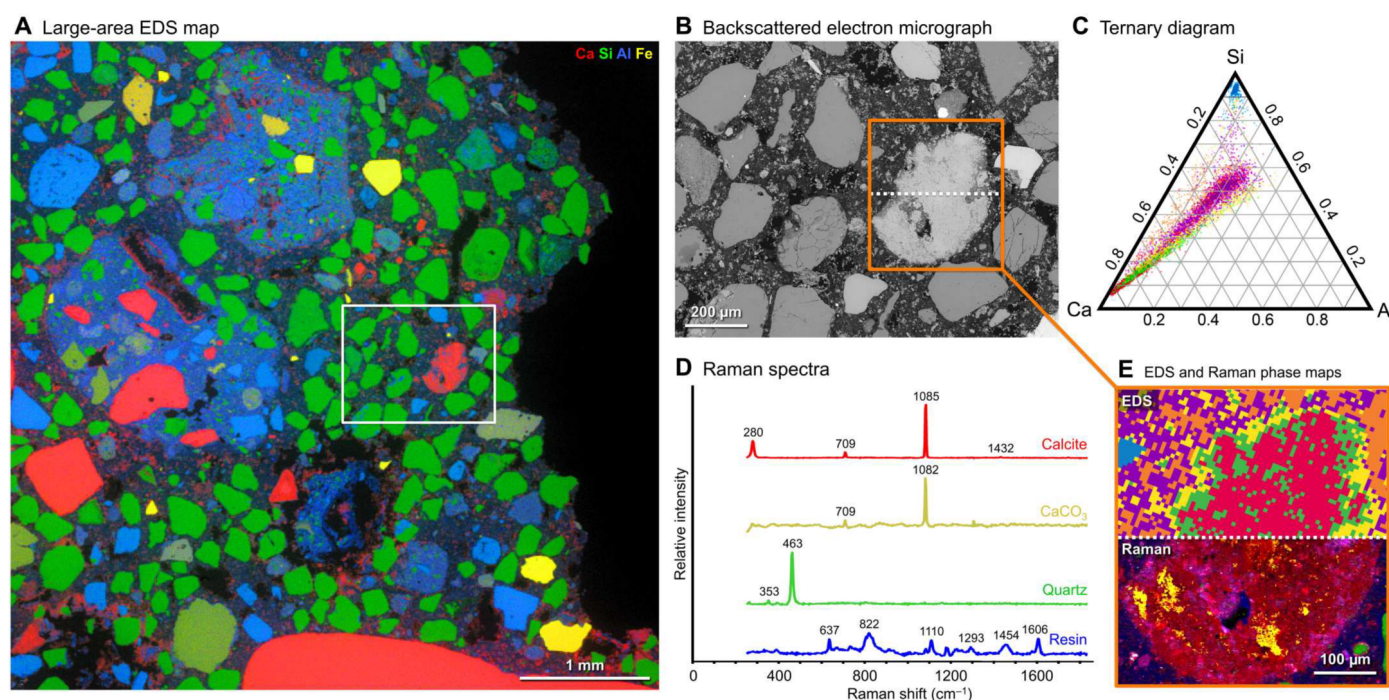 A Large-area EDS map
Ca Si Al Fe
1 mm
B Backscattered electron micrograph
200 µm
C Ternary diagram
Si
0.2
0.8
0.4
0.6
0.6
0.4
0.8
0.2
Ca
A
0.2
0.4
0.6
0.8
D Raman spectra
Relative intensity
1085
280
709
1432
Calcite
1082
709
CaCO₃
463
353
Quartz
637
822
1110
1293
1454
1606
Resin
0
400
800
1200
1600
Raman shift (cm⁻¹)
E EDS and Raman phase maps
EDS
Raman
100 µm